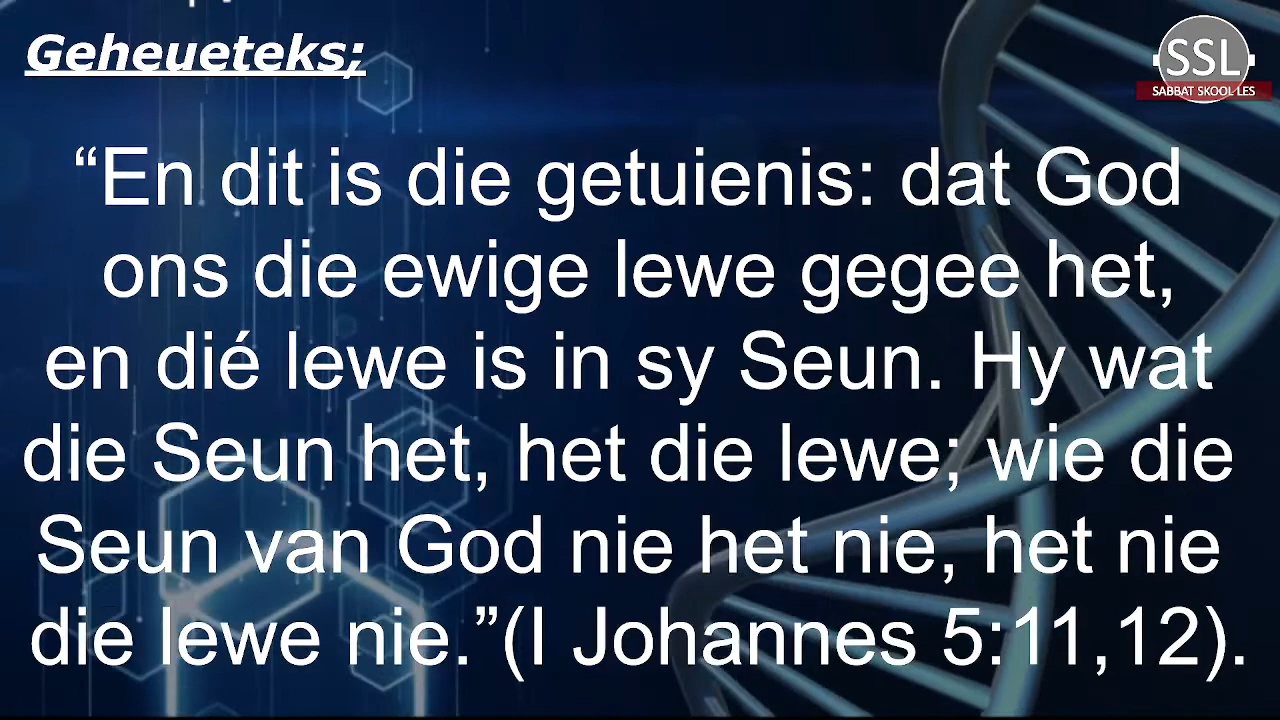 Geheueteks;
SSL
SABBAT SKOOL LES
“En dit is die getuienis: dat God
ons die ewige lewe gegee het,
en dié lewe is in sy Seun. Hy wat
die Seun het, het die lewe; wie die
Seun van God nie het nie, het nie
die lewe nie.”(I Johannes 5:11,12).